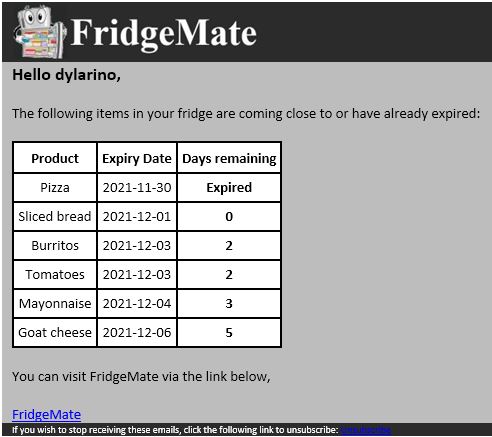 FridgeMate
Hello dylarino,
The following items in your fridge are coming close to or have already expired:
Product Expiry Date Days remaining
Pizza 2021-11-30 Expired
Sliced bread 2021-12-01 0
Burritos 2021-12-03 2
Tomatoes 2021-12-03 2
Mayonnaise 2021-12-04 3
Goat cheese 2021-12-06 5
You can visit FridgeMate via the link below,
FridgeMate
If you wish to stop receiving these emails, click the following link to unsubscribe: Unsubscribe